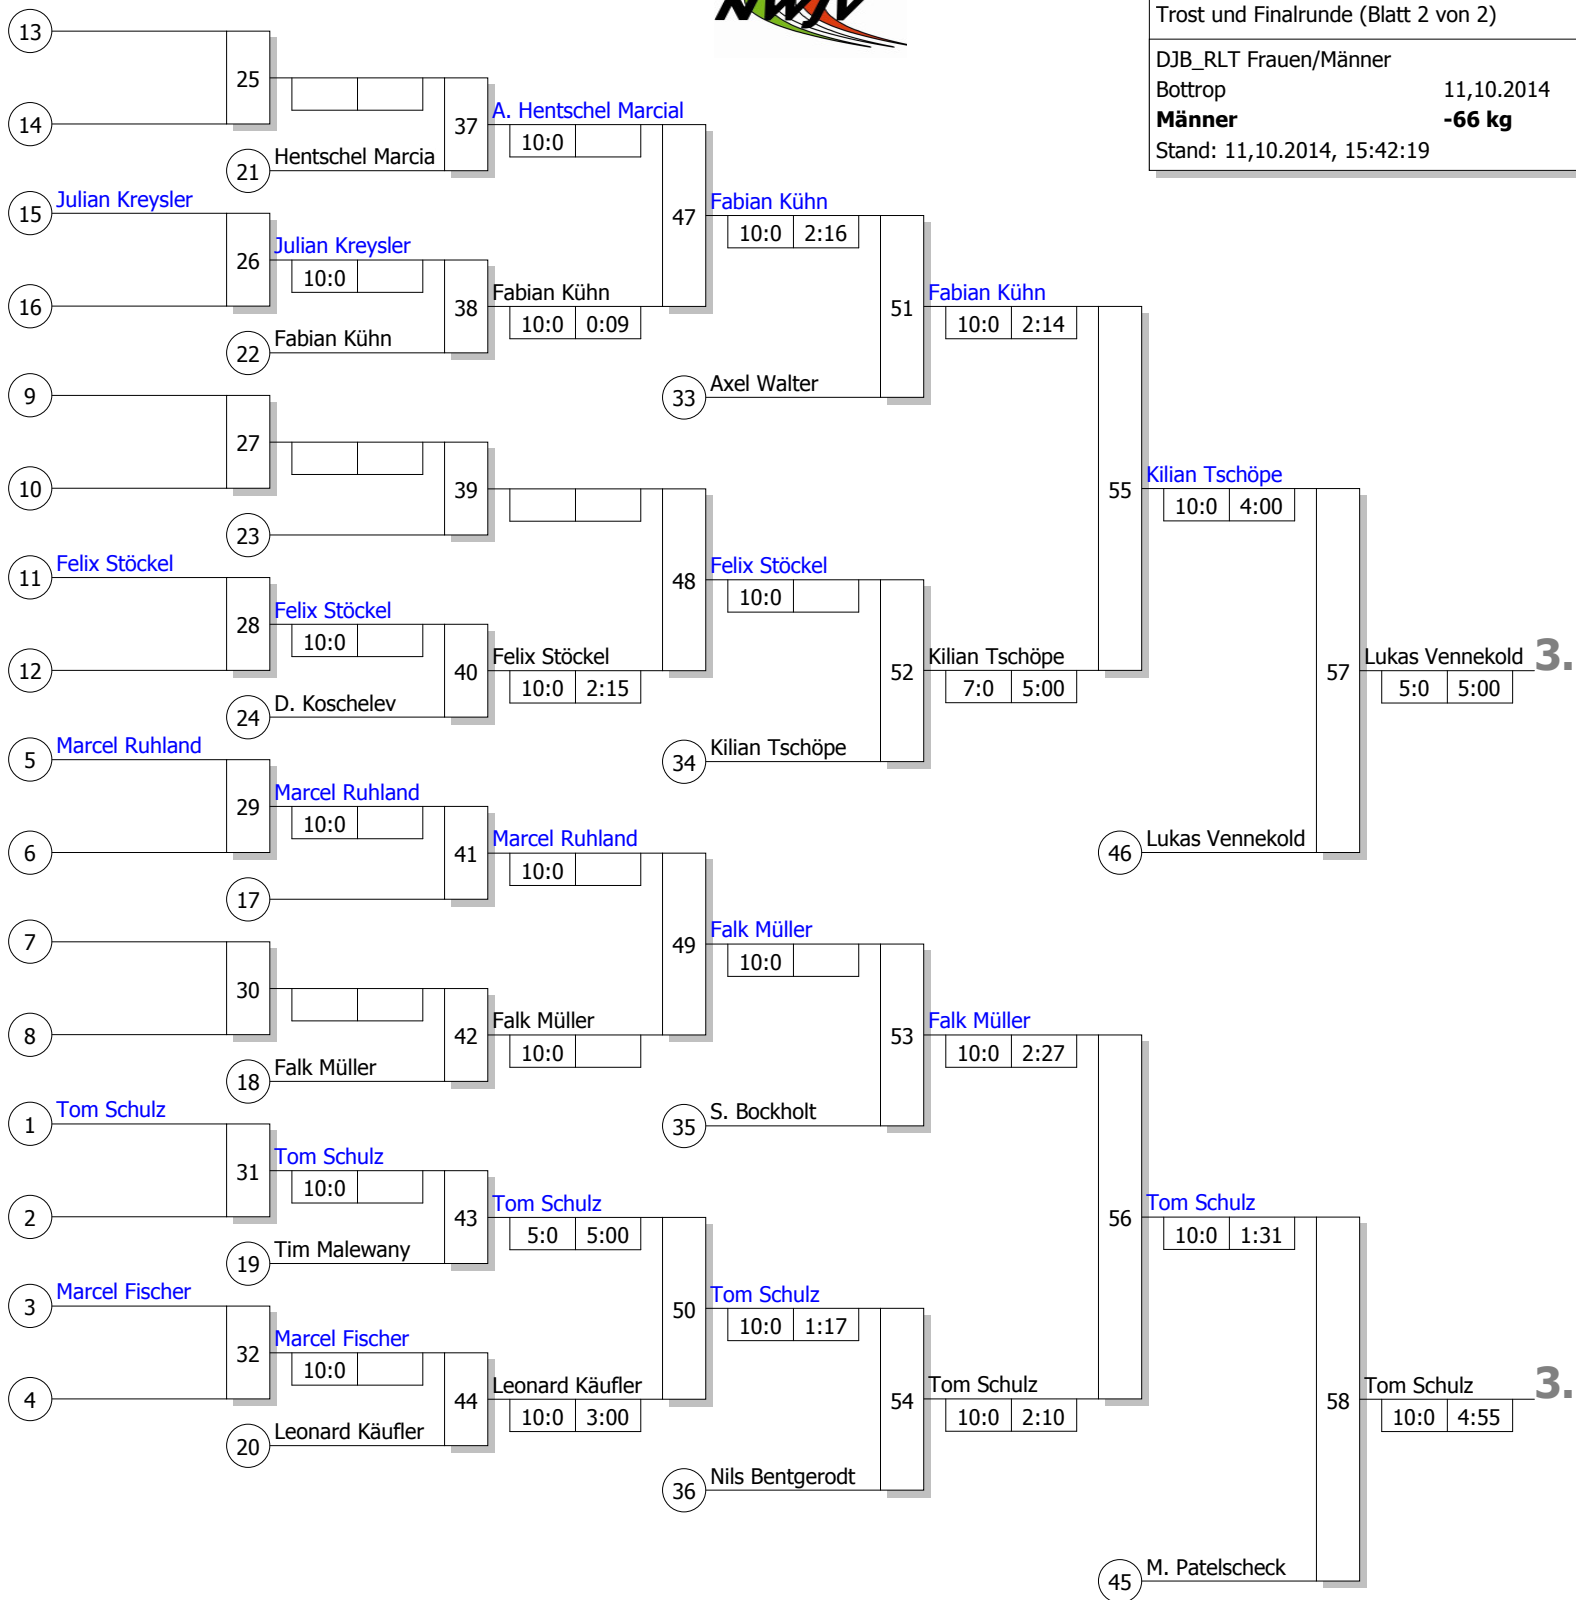 NWJV
Trost und Finalrunde (Blatt 2 von 2)
DJB_RLT Frauen/Männer
Bottrop 11,10.2014
Männer -66 kg
Stand: 11,10.2014, 15:42:19
13
25
14
37
A. Hentschel Marcial
10:0
21
Hentschel Marcia
15
Julian Kreysler
47
Fabian Kühn
10:0 2:16
26
Julian Kreysler
10:0
16
38
Fabian Kühn
10:0 0:09
22
Fabian Kühn
51
Fabian Kühn
10:0 2:14
33
Axel Walter
9
27
10
39
23
55
Kilian Tschöpe
10:0 4:00
11
Felix Stöckel
48
Felix Stöckel
10:0
28
Felix Stöckel
10:0
12
40
Felix Stöckel
10:0 2:15
24
D. Koschelev
52
Kilian Tschöpe
7:0 5:00
34
Kilian Tschöpe
57
Lukas Vennekold 3.
5:0 5:00
5
Marcel Ruhland
29
Marcel Ruhland
10:0
6
41
Marcel Ruhland
10:0
17
46
Lukas Vennekold
7
49
Falk Müller
10:0
30
8
42
Falk Müller
10:0
18
Falk Müller
53
Falk Müller
10:0 2:27
35
S. Bockholt
1
Tom Schulz
31
Tom Schulz
10:0
2
43
Tom Schulz
5:0 5:00
19
Tim Malewany
56
Tom Schulz
10:0 1:31
3
Marcel Fischer
50
Tom Schulz
10:0 1:17
32
Marcel Fischer
10:0
4
44
Leonard Käufler
10:0 3:00
20
Leonard Käufler
54
Tom Schulz
10:0 2:10
36
Nils Bentgerodt
58
Tom Schulz 3.
10:0 4:55
45
M. Patelscheck